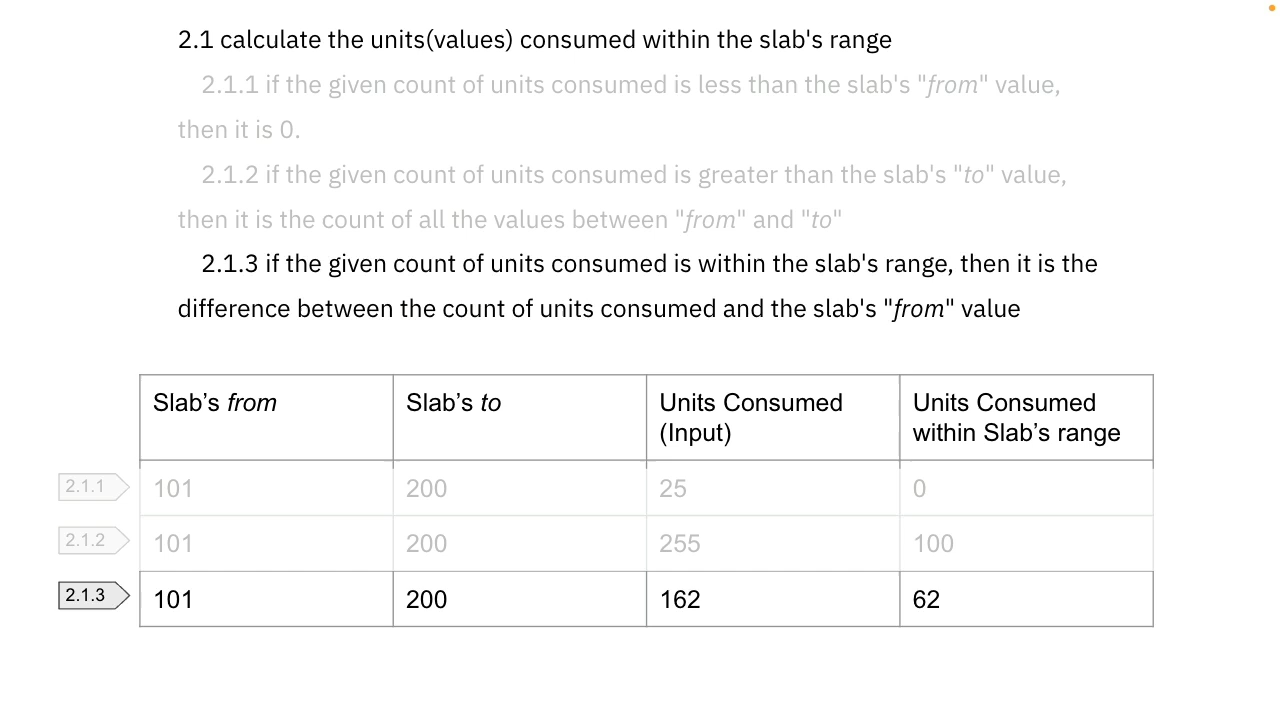 2.1 calculate the units(values) consumed within the slab's range
2.1.1 if the given count of units consumed is less than the slab's "from" value,
then it is 0.
2.1.2 if the given count of units consumed is greater than the slab's "to" value,
then it is the count of all the values between "from" and "to"
2.1.3 if the given count of units consumed is within the slab's range, then it is the
difference between the count of units consumed and the slab's "from" value
Slab’s from Slab’s to Units Consumed Units Consumed
(Input) within Slab’s range
2.1.1 101 200 25 0
2.1.2 101 200 255 100
2.1.3 101 200 162 62